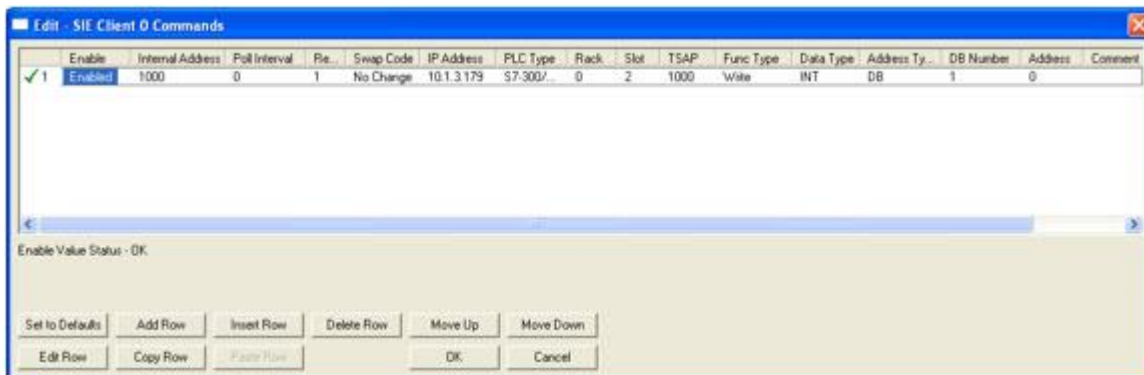 Edit - SIE Client 0 Commands
Enable Internal Address Poll Interval Re... Swap Code IP Address PLC Type Rack Slot TSAP Func Type Data Type Address Ty... DB Number Address Comment
1 Enabled 1000 0 1 No Change 10.1.3.179 S7-300/... 0 2 1000 Write INT DB 1 0
Enable Value Status - OK
Set to Defaults Add Row Insert Row Delete Row Move Up Move Down
Edit Row Copy Row Paste Row OK Cancel